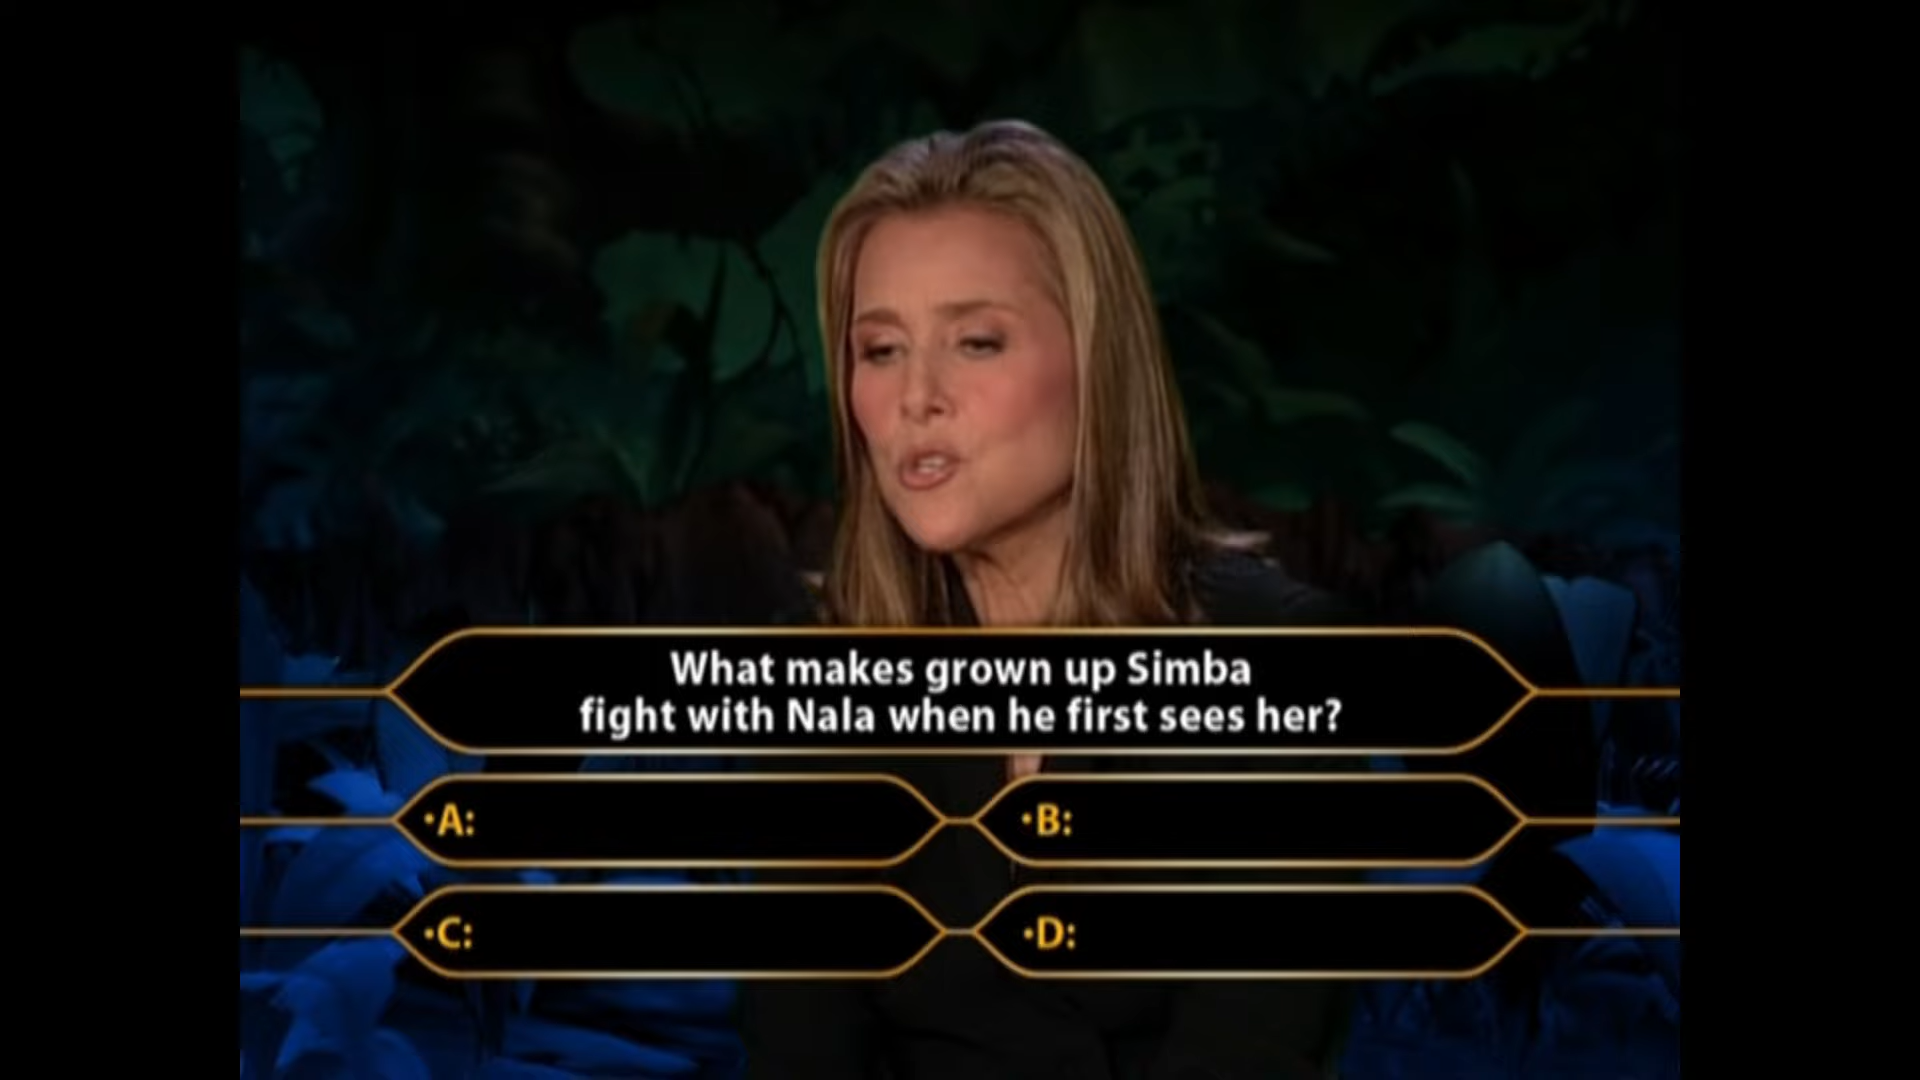 What makes grown up Simba
fight with Nala when he first sees her?
•A:
•B:
•C:
•D: